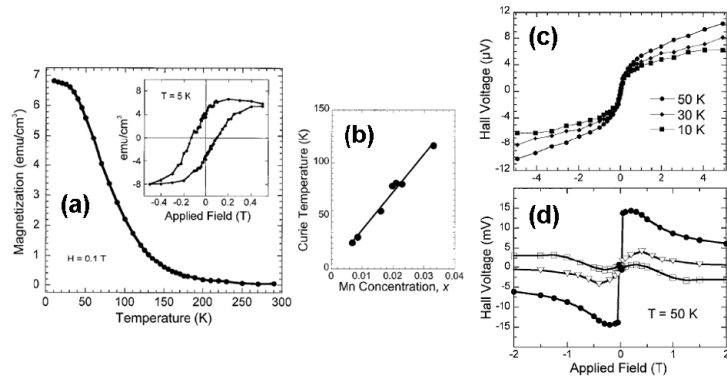 (a)
Magnetization (emu/cm³)
7
6
5
4
3
2
1
0
0 50 100 150 200 250 300
Temperature (K)
H = 0.1 T
T = 5 K
emu/cm³
8
4
0
-4
-8
-0.4 -0.2 0 0.2 0.4
Applied Field (T)
(b)
Curie Temperature (K)
150
100
50
0
0 0.01 0.02 0.03 0.04
Mn Concentration, x
(c)
Hall Voltage (µV)
12
8
4
0
-4
-8
-12
50 K
30 K
10 K
-4 -2 0 2 4
(d)
Hall Voltage (mV)
15
10
5
0
-5
-10
-15
T = 50 K
-2 -1 0 1 2
Applied Field (T)